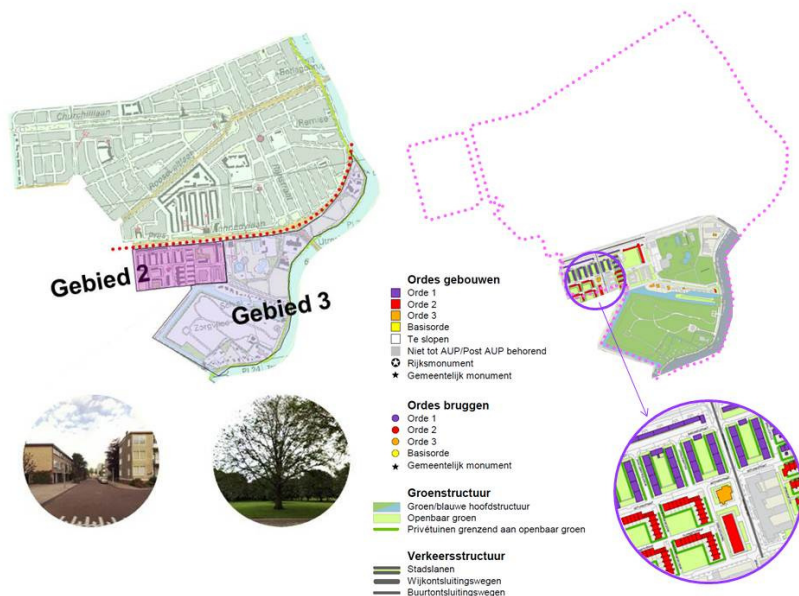 Churchilllaan
Gebied 2
Gebied 3
Ordes gebouwen
Orde 1
Orde 2
Orde 3
Basisorde
Te slopen
Niet tot AUP/Post AUP behorend
Rijksmonument
Gemeentelijk monument
Ordes bruggen
Orde 1
Orde 2
Orde 3
Basisorde
Gemeentelijk monument
Groenstructuur
Groen/blauwe hoofdstructuur
Openbaar groen
Privétuinen grenzend aan openbaar groen
Verkeersstructuur
Stadslanen
Wijkontsluitingswegen
Buurtontsluitingswegen